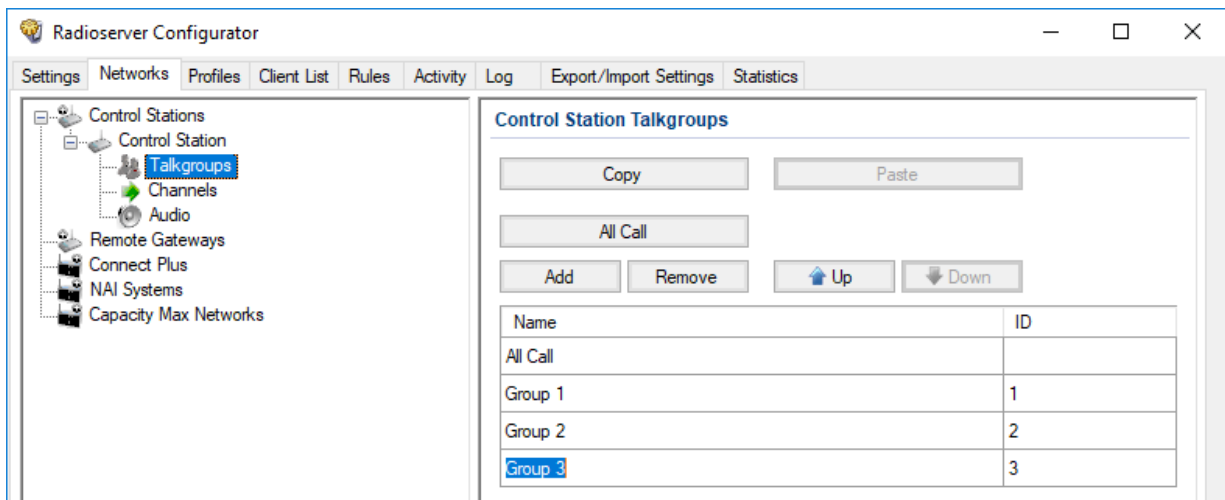 Radioserver Configurator
Settings Networks Profiles Client List Rules Activity Log Export/Import Settings Statistics
Control Stations
Control Station
Talkgroups
Channels
Audio
Remote Gateways
Connect Plus
NAI Systems
Capacity Max Networks
Control Station Talkgroups
Copy Paste
All Call
Add Remove Up Down
Name ID
All Call
Group 1 1
Group 2 2
Group 3 3